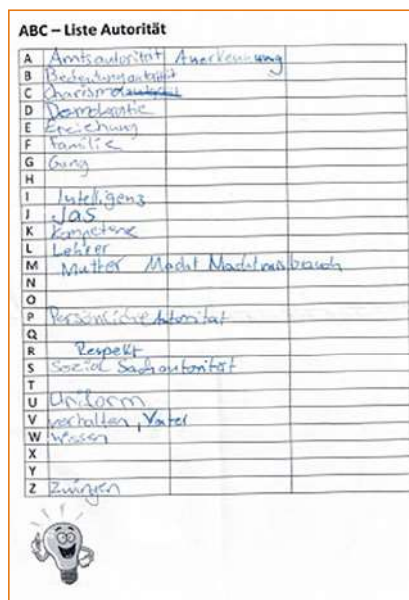 ABC – Liste Autorität
A Amtsautorität Anerkennung
B Bedeutungsautorität
C Charisma
D Demokratie
E Erziehung
F Familie
G Gang
H
I Intelligenz
J Jas
K Kompetenz
L Lehrer
M Mutter Macht Machtmissbrauch
N
O
P Persönliche Autorität
Q
R Respekt
S Sozial Sachautorität
T
U Uniform
V verhalten, Vater
W Wissen
X
Y
Z Zwingen